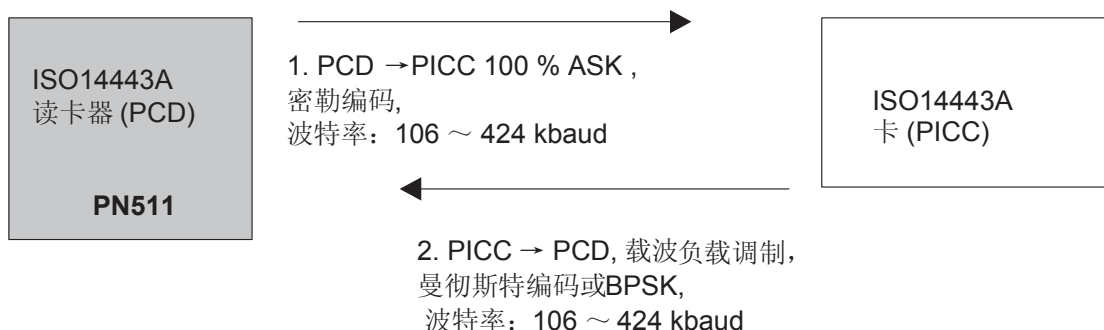 ISO14443A
读卡器 (PCD)
PN511
1. PCD →PICC 100 % ASK ,
密勒编码,
波特率：106 ～ 424 kbaud
ISO14443A
卡 (PICC)
2. PICC → PCD, 载波负载调制，
曼彻斯特编码或BPSK,
波特率：106 ～ 424 kbaud